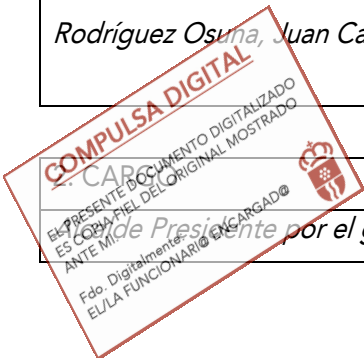 Rodríguez Osuna, Juan Ca
COMPULSA DIGITAL
EL PRESENTE DOCUMENTO DIGITALIZADO
ES COPIA FIEL DEL ORIGINAL MOSTRADO
ANTE MI:
Fdo. Digitalmente:
EL/LA FUNCIONARI@ ENCARGAD@
2. CARGO
Alcalde Presidente por el g